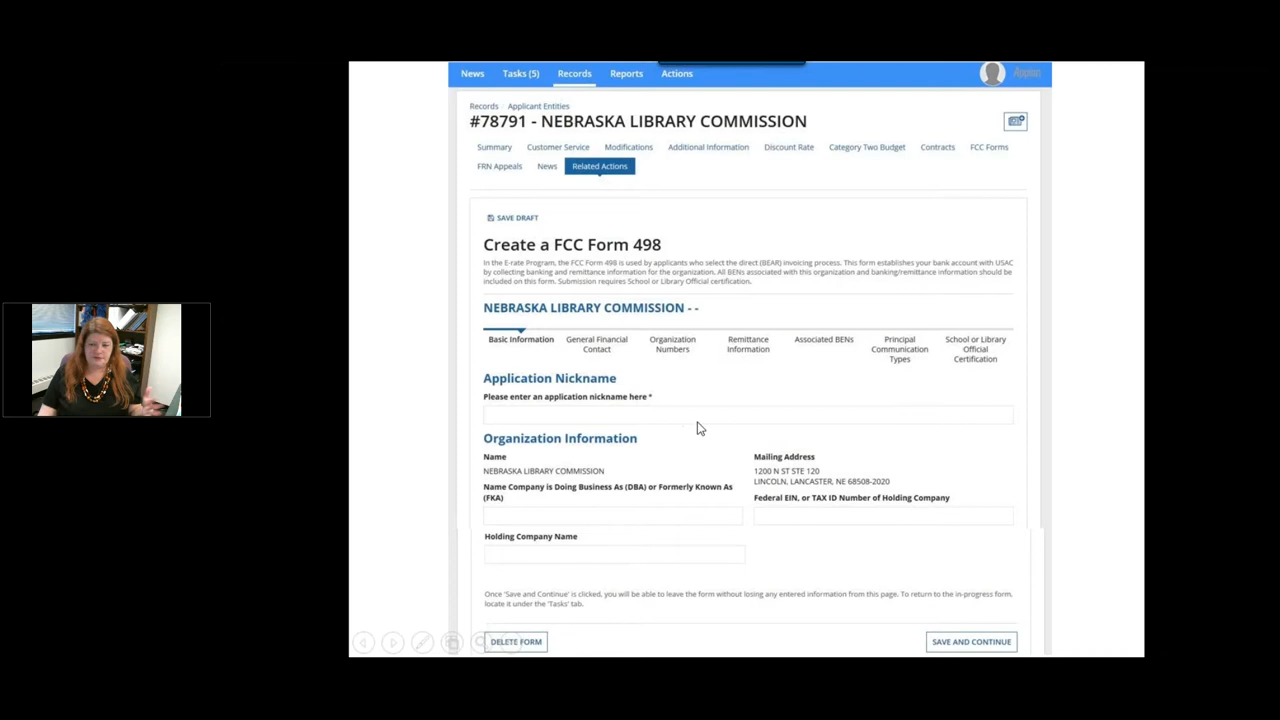 News Tasks (5) Records Reports Actions Appian
Records / Applicant Entities
#78791 - NEBRASKA LIBRARY COMMISSION
Summary Customer Service Modifications Additional Information Discount Rate Category Two Budget Contracts FCC Forms
FRN Appeals News Related Actions
SAVE DRAFT
Create a FCC Form 498
In the E-rate Program, the FCC Form 498 is used by applicants who select the direct (BEAR) invoicing process. This form establishes your bank account with USAC
by collecting banking and remittance information for the organization. All BENs associated with this organization and banking/remittance information should be
included on this form. Submission requires School or Library Official certification.
NEBRASKA LIBRARY COMMISSION - -
Basic Information General Financial Contact Organization Numbers Remittance Information Associated BENs Principal Communication Types School or Library Official Certification
Application Nickname
Please enter an application nickname here *
Organization Information
Name
NEBRASKA LIBRARY COMMISSION
Name Company is Doing Business As (DBA) or Formerly Known As
(FKA)
Mailing Address
1200 N ST STE 120
LINCOLN, LANCASTER, NE 68508-2020
Federal EIN, or TAX ID Number of Holding Company
Holding Company Name
Once 'Save and Continue' is clicked, you will be able to leave the form without losing any entered information from this page. To return to the in-progress form,
locate it under the 'Tasks' tab.
DELETE FORM SAVE AND CONTINUE